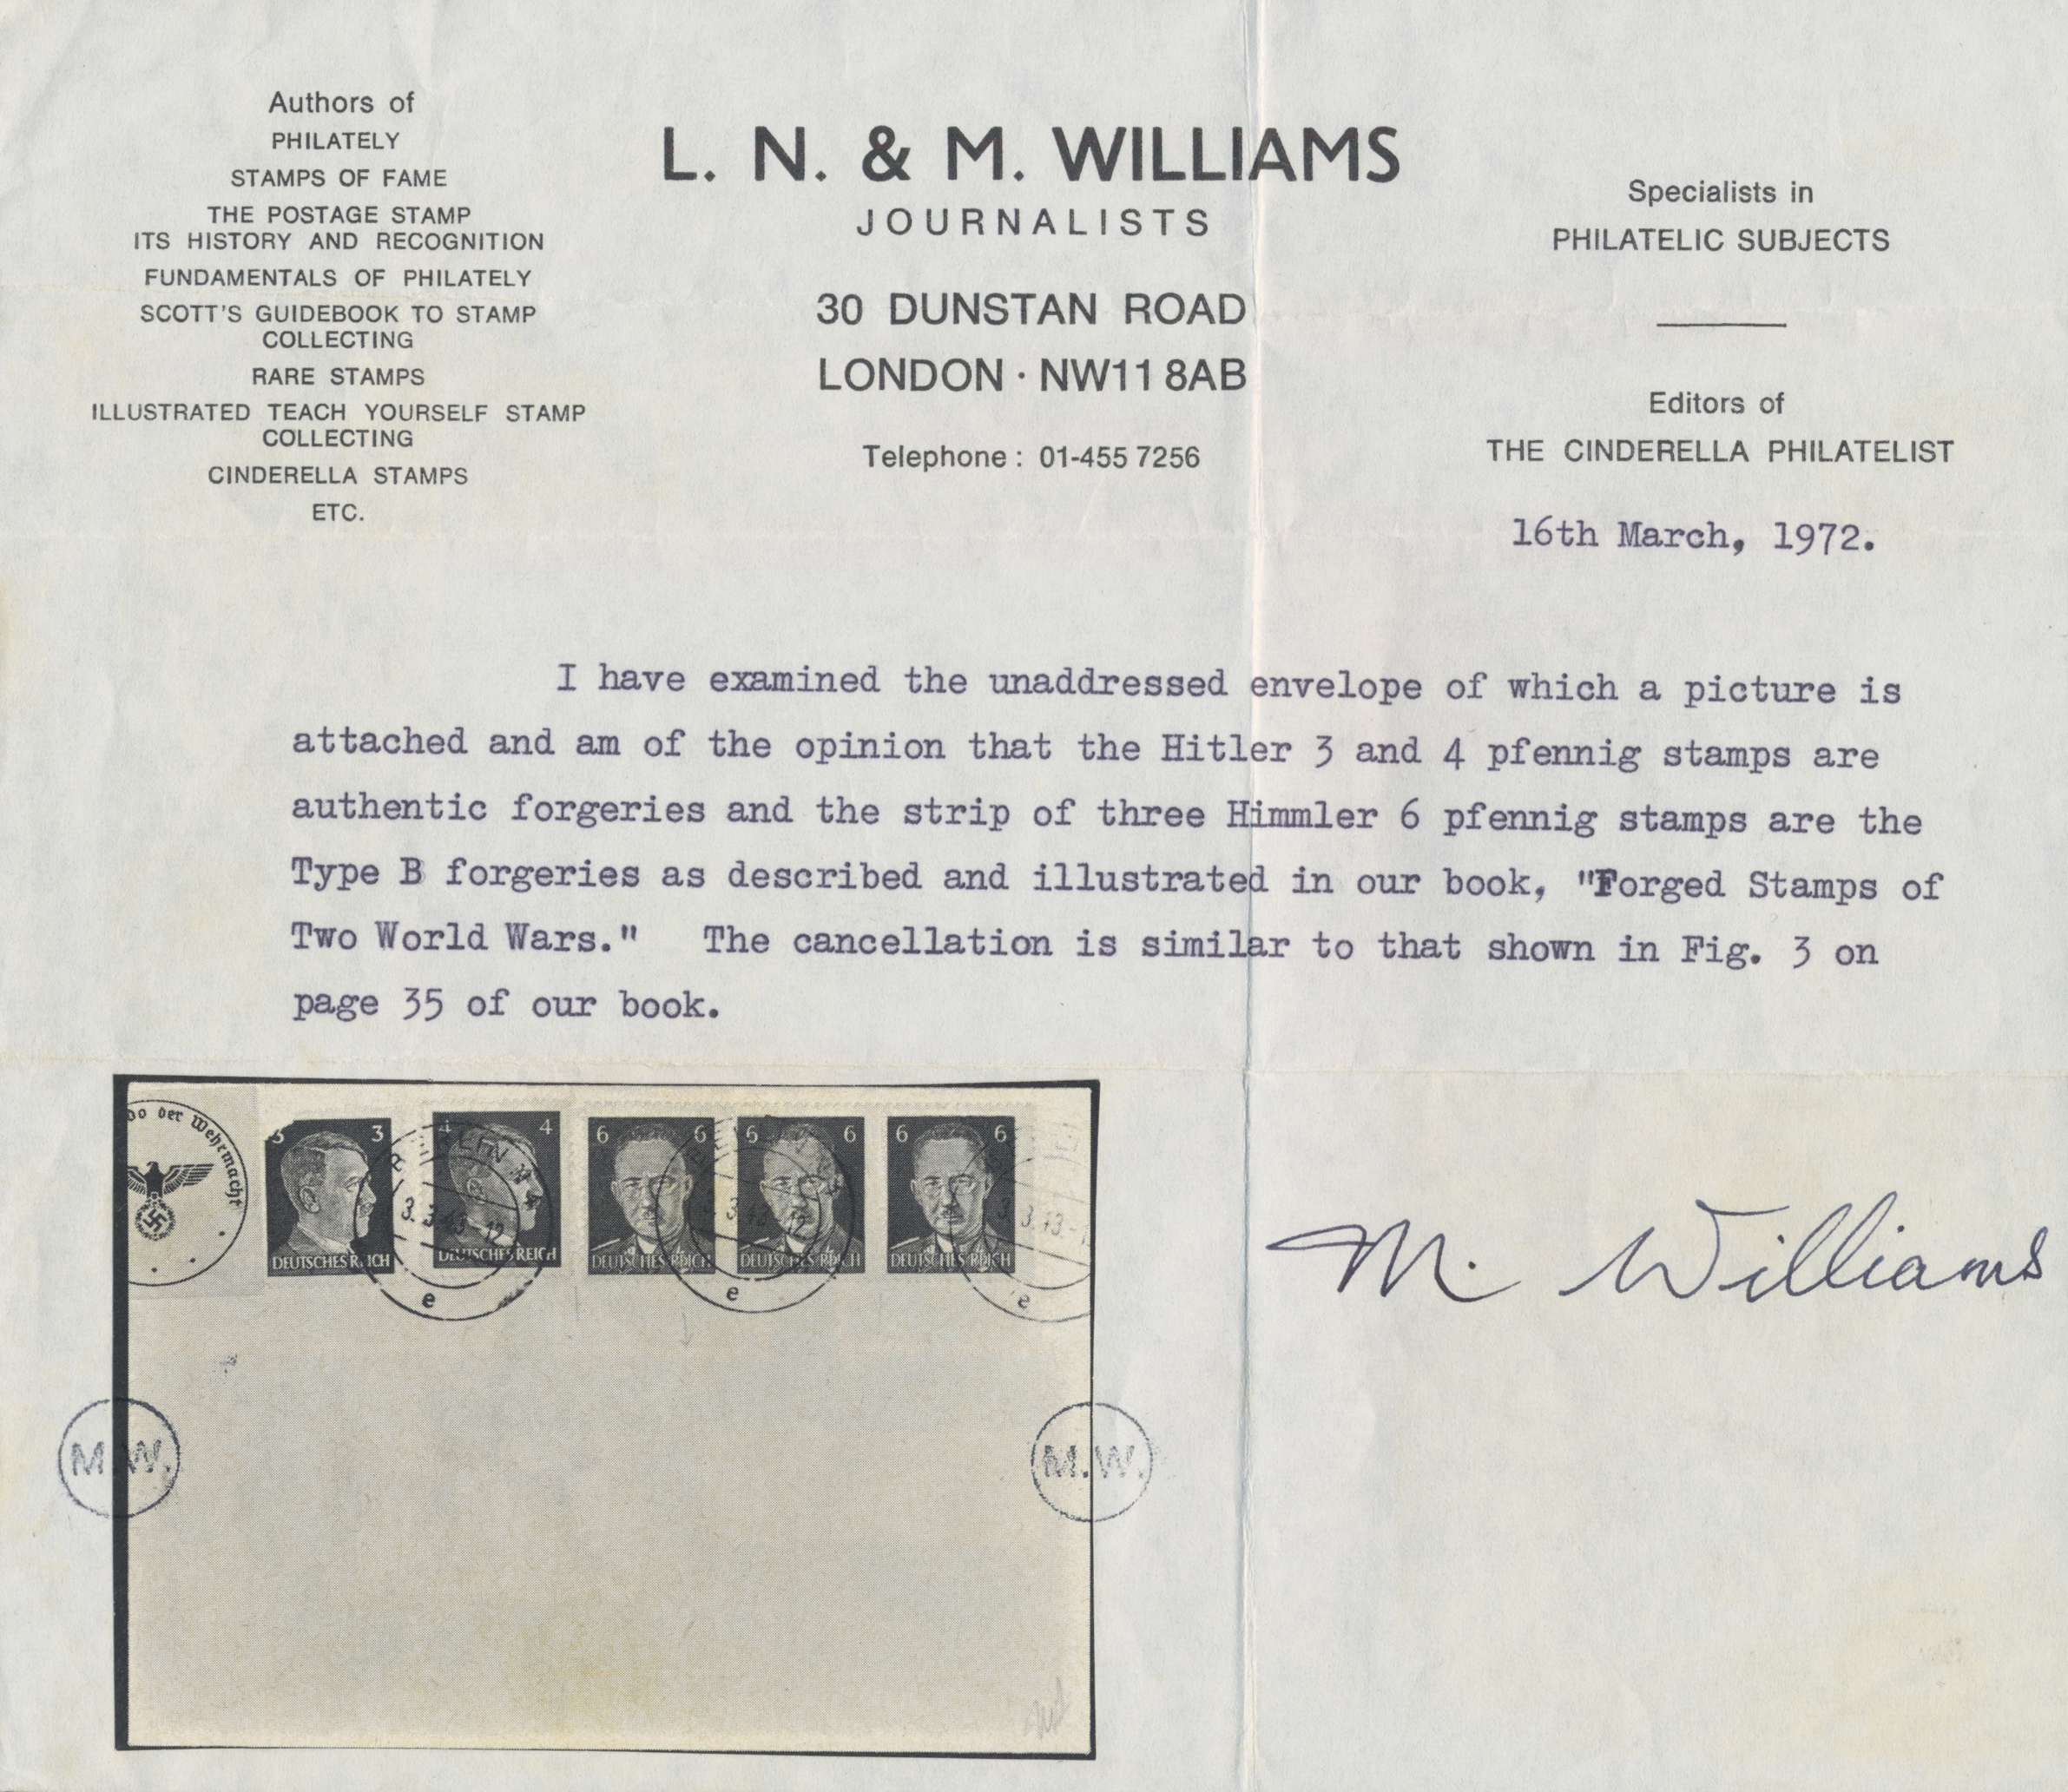 Authors of
PHILATELY
STAMPS OF FAME
THE POSTAGE STAMP
ITS HISTORY AND RECOGNITION
FUNDAMENTALS OF PHILATELY
SCOTT'S GUIDEBOOK TO STAMP
COLLECTING
RARE STAMPS
ILLUSTRATED TEACH YOURSELF STAMP
COLLECTING
CINDERELLA STAMPS
ETC.
L. N. & M. WILLIAMS
JOURNALISTS
30 DUNSTAN ROAD
LONDON · NW11 8AB
Telephone : 01-455 7256
Specialists in
PHILATELIC SUBJECTS
Editors of
THE CINDERELLA PHILATELIST
16th March, 1972.
I have examined the unaddressed envelope of which a picture is
attached and am of the opinion that the Hitler 3 and 4 pfennig stamps are
authentic forgeries and the strip of three Himmler 6 pfennig stamps are the
Type B forgeries as described and illustrated in our book, "Forged Stamps of
Two World Wars." The cancellation is similar to that shown in Fig. 3 on
page 35 of our book.
der Wehrmacht
3 3
DEUTSCHES REICH
4 4
DEUTSCHES REICH
6 6
DEUTSCHES REICH
6 6
DEUTSCHES REICH
6 6
DEUTSCHES REICH
BERLIN
3.3.43-12
e
e
e
M. Williams
M.W.
M.W.